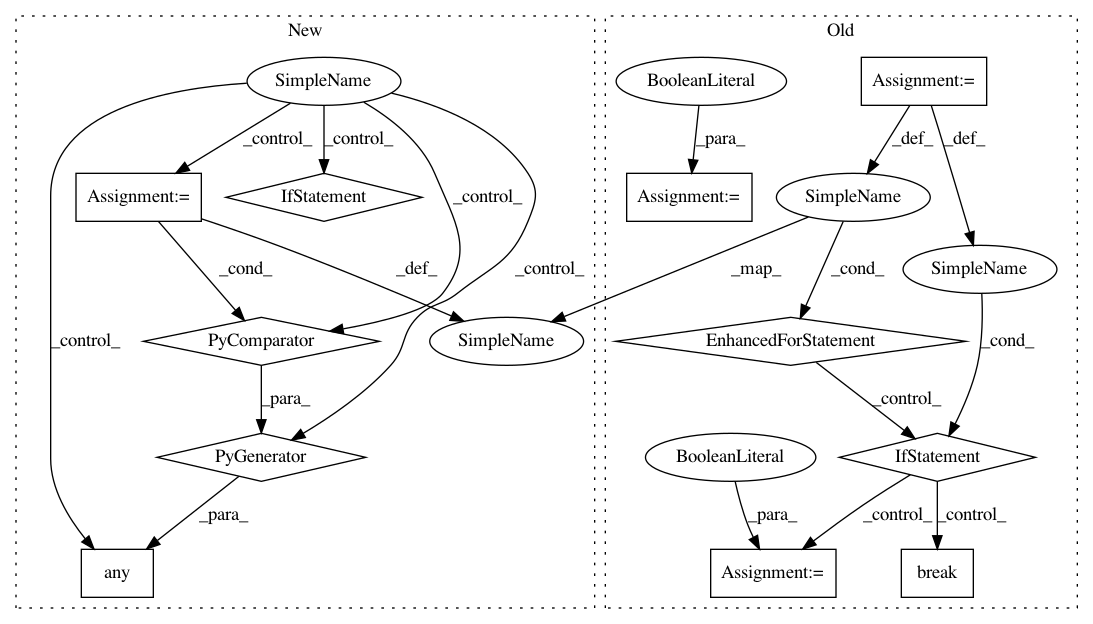 New
Old
SimpleName
BooleanLiteral
Assignment:=
_control_
_control_
_para_
_def_
_def_
Assignment:=
IfStatement
_control_
Assignment:=
SimpleName
_cond_
_def_
_control_
_map_
_cond_
SimpleName
_control_
PyComparator
SimpleName
EnhancedForStatement
_cond_
_para_
_control_
PyGenerator
BooleanLiteral
IfStatement
_para_
_para_
_control_
_control_
any
Assignment:=
break